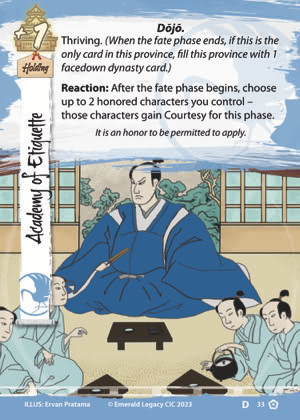 +1
Holding
Academy of Etiquette
Dōjō.
Thriving. (When the fate phase ends, if this is
the only card in this province, fill this province with 1
facedown dynasty card.)
Reaction: After the fate phase begins, choose
up to 2 honored characters you control –
those characters gain Courtesy for this phase.
It is an honor to be permitted to apply.
ILLUS: Ervan Pratama © Emerald Legacy CIC 2023 D 33